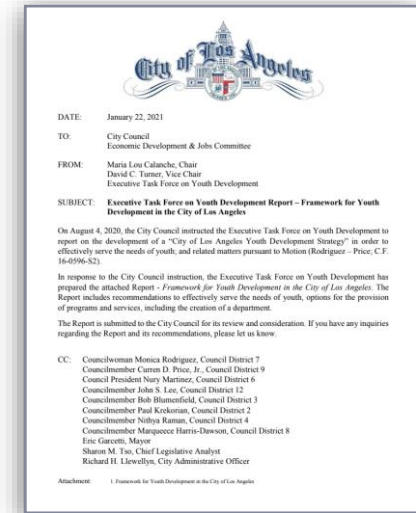 City of Los Angeles
DATE: January 22, 2021
TO: City Council
Economic Development & Jobs Committee
FROM: Maria Lou Calanche, Chair
David C. Turner, Vice Chair
Executive Task Force on Youth Development
SUBJECT: Executive Task Force on Youth Development Report – Framework for Youth
Development in the City of Los Angeles
On August 4, 2020, the City Council instructed the Executive Task Force on Youth Development to
report on the development of a “City of Los Angeles Youth Development Strategy” in order to
effectively serve the needs of youth; and related matters pursuant to Motion (Rodriguez – Price; C.F.
16-0596-S2).
In response to the City Council instruction, the Executive Task Force on Youth Development has
prepared the attached Report - Framework for Youth Development in the City of Los Angeles. The
Report includes recommendations to effectively serve the needs of youth, options for the provision
of programs and services, including the creation of a department.
The Report is submitted to the City Council for its review and consideration. If you have any inquiries
regarding the Report and its recommendations, please let us know.
CC: Councilwoman Monica Rodriguez, Council District 7
Councilmember Curren D. Price, Jr., Council District 9
Council President Nury Martinez, Council District 6
Councilmember John S. Lee, Council District 12
Councilmember Bob Blumenfield, Council District 3
Councilmember Paul Krekorian, Council District 2
Councilmember Nithya Raman, Council District 4
Councilmember Marqueece Harris-Dawson, Council District 8
Eric Garcetti, Mayor
Sharon M. Tso, Chief Legislative Analyst
Richard H. Llewellyn, City Administrative Officer
Attachment: 1. Framework for Youth Development in the City of Los Angeles